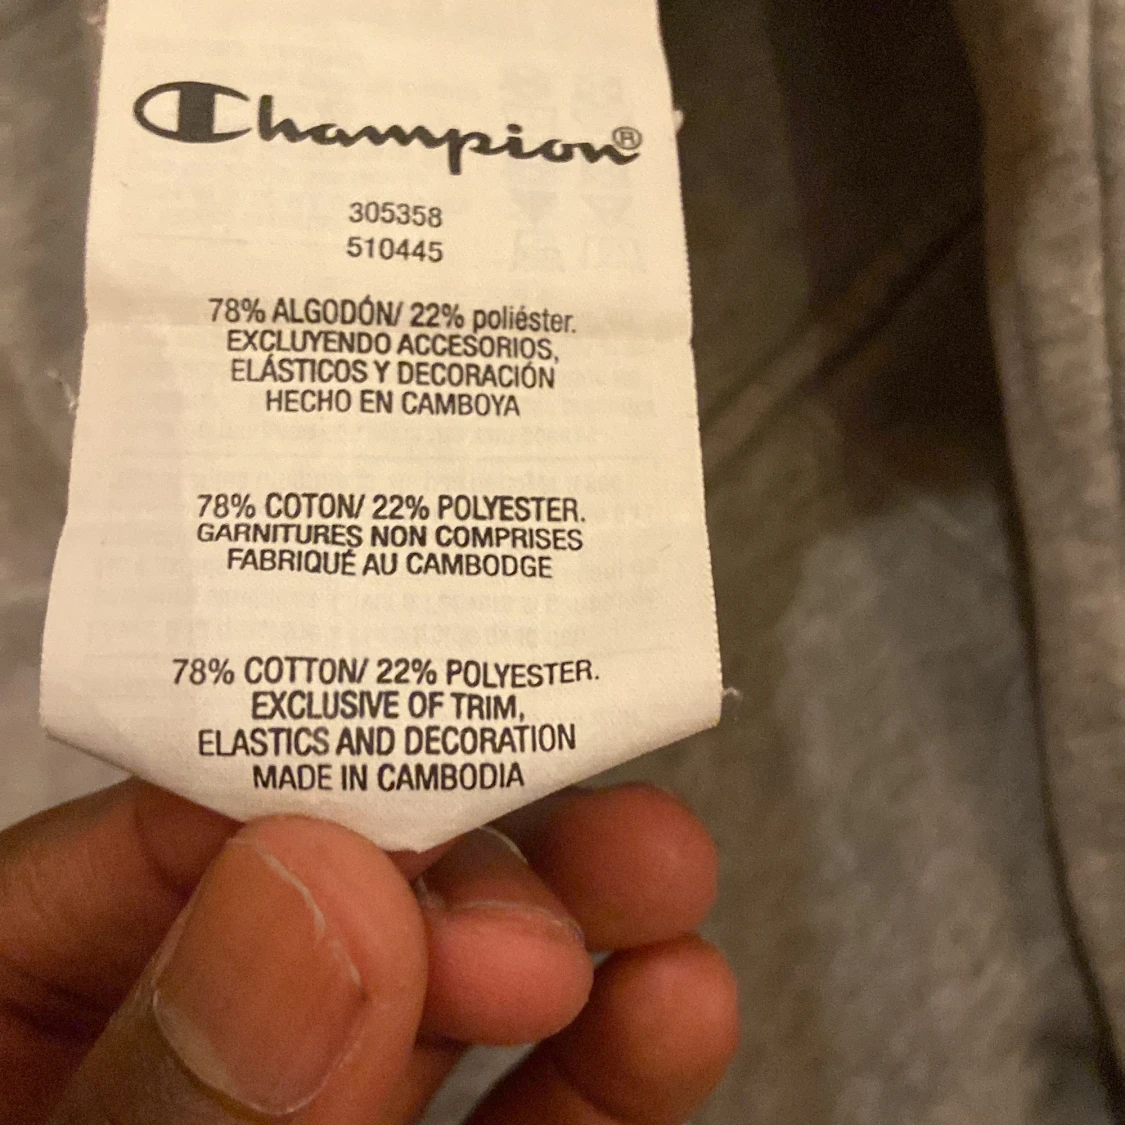 Champion®
305358
510445
78% ALGODÓN/ 22% poliéster.
EXCLUYENDO ACCESORIOS,
ELÁSTICOS Y DECORACIÓN
HECHO EN CAMBOYA
78% COTON/ 22% POLYESTER.
GARNITURES NON COMPRISES
FABRIQUÉ AU CAMBODGE
78% COTTON/ 22% POLYESTER.
EXCLUSIVE OF TRIM,
ELASTICS AND DECORATION
MADE IN CAMBODIA